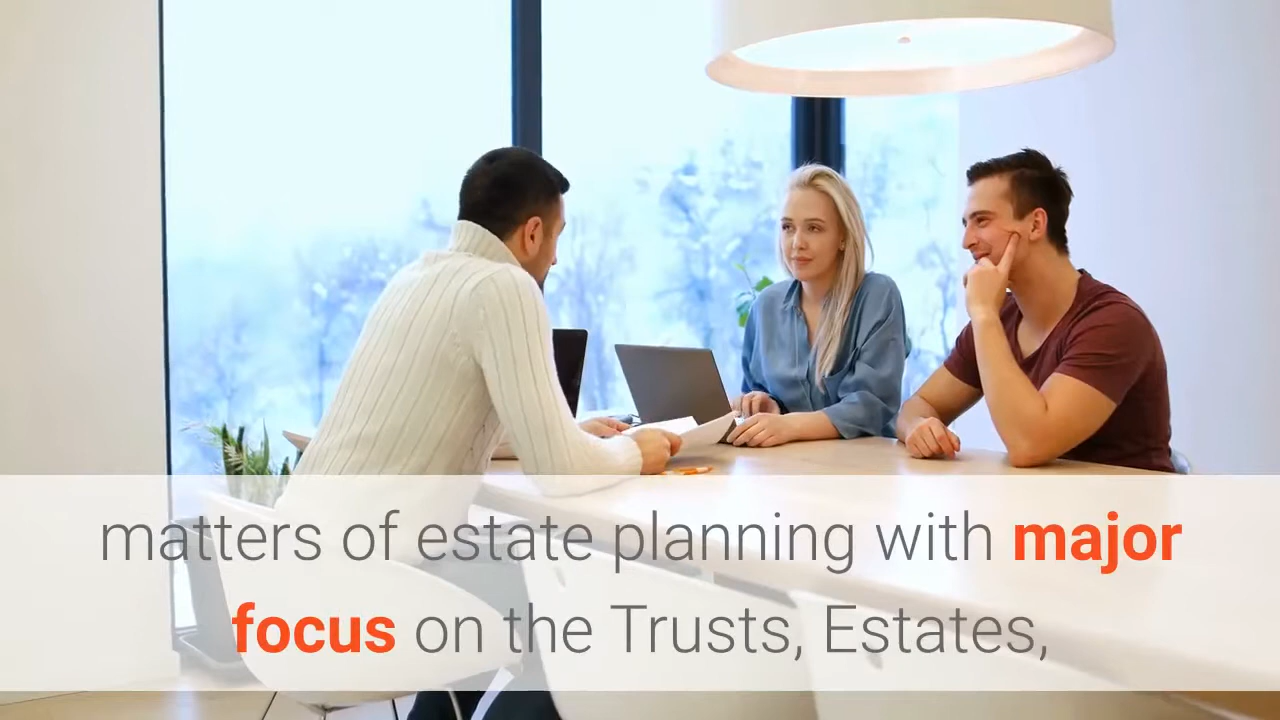 matters of estate planning with major
focus on the Trusts, Estates,